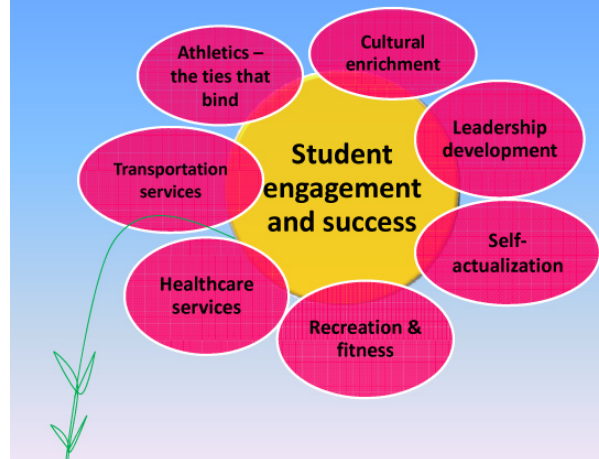 Student
engagement
and success
Cultural
enrichment
Leadership
development
Self-
actualization
Recreation &
fitness
Healthcare
services
Transportation
services
Athletics –
the ties that
bind